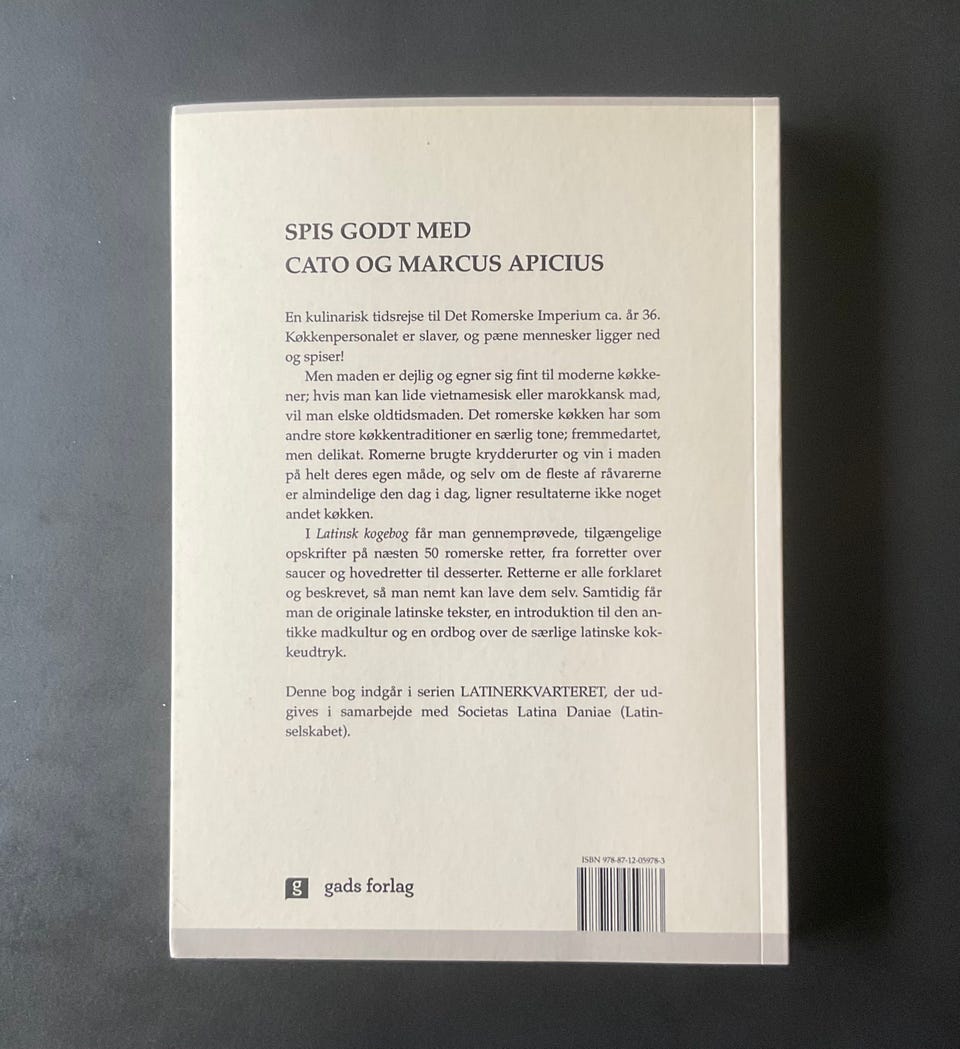 SPIS GODT MED
CATO OG MARCUS APICIUS
En kulinarisk tidsrejse til Det Romerske Imperium ca. år 36.
Køkkenpersonalet er slaver, og pæne mennesker ligger ned
og spiser!
Men maden er dejlig og egner sig fint til moderne køkke-
ner; hvis man kan lide vietnamesisk eller marokkansk mad,
vil man elske oldtidsmaden. Det romerske køkken har som
andre store køkkentraditioner en særlig tone; fremmedartet,
men delikat. Romerne brugte krydderurter og vin i maden
på helt deres egen måde, og selv om de fleste af råvarerne
er almindelige den dag i dag, ligner resultaterne ikke noget
andet køkken.
I Latinsk kogebog får man gennemprøvede, tilgængelige
opskrifter på næsten 50 romerske retter, fra forretter over
saucer og hovedretter til desserter. Retterne er alle forklaret
og beskrevet, så man nemt kan lave dem selv. Samtidig får
man de originale latinske tekster, en introduktion til den an-
tikke madkultur og en ordbog over de særlige latinske kok-
keudtryk.
Denne bog indgår i serien LATINERKVARTERET, der ud-
gives i samarbejde med Societas Latina Daniae (Latin-
selskabet).
ISBN 978-87-12-05978-3
g gads forlag